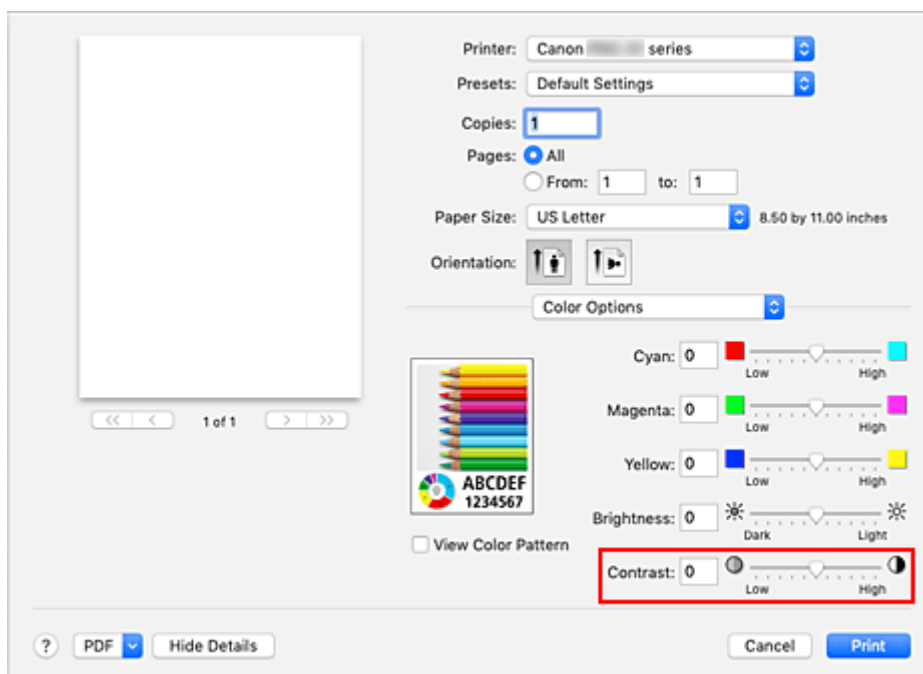 Printer: Canon series
Presets: Default Settings
Copies: 1
Pages: All
From: 1 to: 1
Paper Size: US Letter 8.50 by 11.00 inches
Orientation:
Color Options
Cyan: 0
Low High
Magenta: 0
Low High
Yellow: 0
Low High
Brightness: 0
Dark Light
Contrast: 0
Low High
ABCDEF
1234567
View Color Pattern
<< < 1 of 1 > >>
? PDF Hide Details Cancel Print